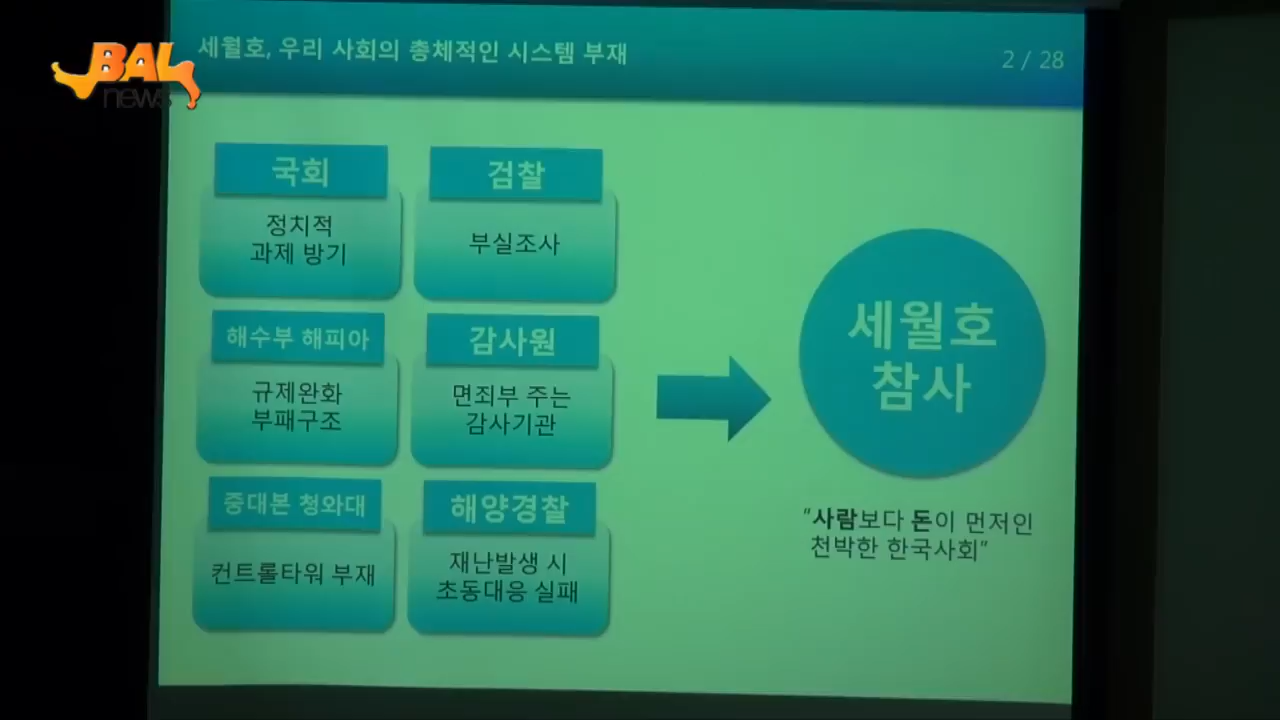 BAL
news
세월호, 우리 사회의 총체적인 시스템 부재
2 / 28
국회
정치적
과제 방기
검찰
부실조사
해수부 해피아
규제완화
부패구조
감사원
면죄부 주는
감사기관
중대본 청와대
컨트롤타워 부재
해양경찰
재난발생 시
초동대응 실패
세월호
참사
"사람보다 돈이 먼저인
천박한 한국사회"